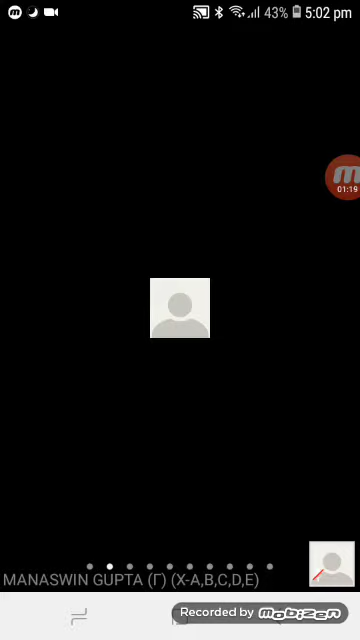 43% 5:02 pm
01:19
MANASWIN GUPTA (Г) (X-A,B,C,D,E)
Recorded by mobizen